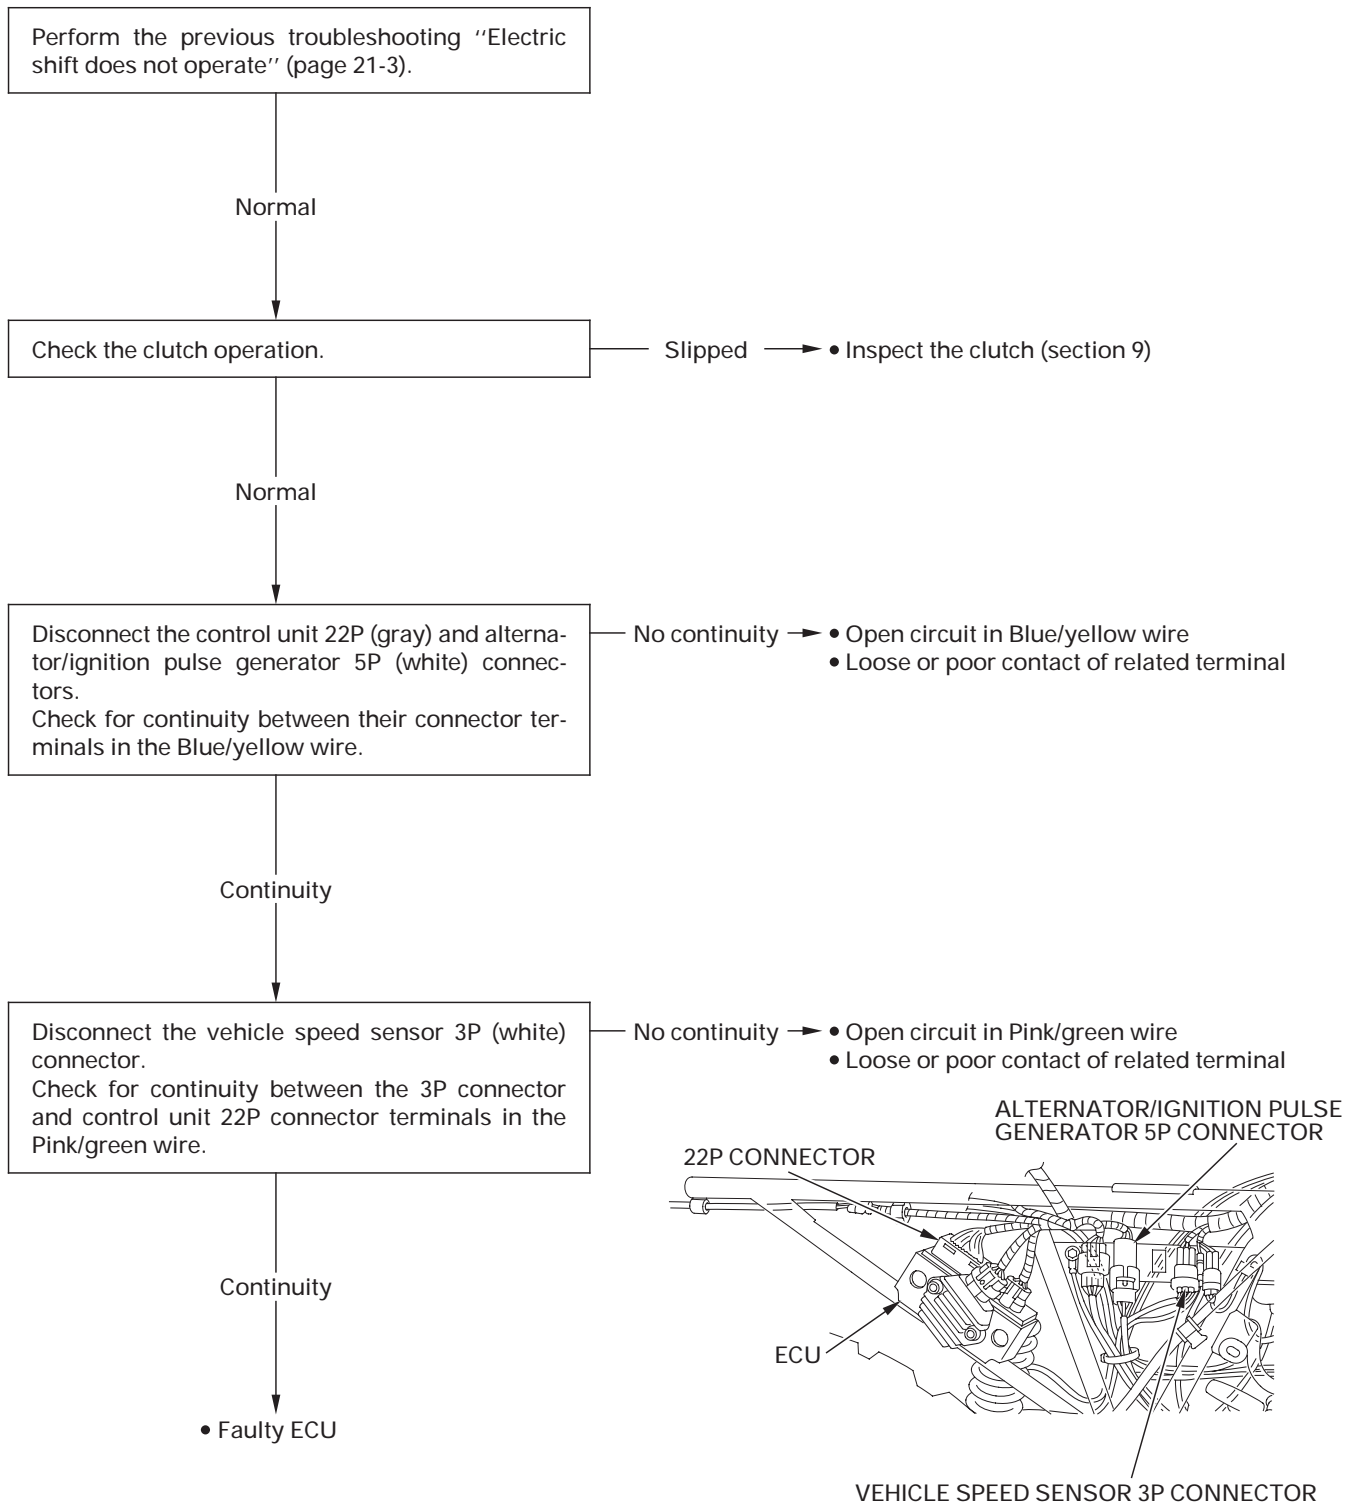 Perform the previous troubleshooting ′′Electric
shift does not operate′′ (page 21-3).
Normal
Check the clutch operation.
Slipped
• Inspect the clutch (section 9)
Normal
Disconnect the control unit 22P (gray) and alterna-
tor/ignition pulse generator 5P (white) connec-
tors.
Check for continuity between their connector ter-
minals in the Blue/yellow wire.
No continuity
• Open circuit in Blue/yellow wire
• Loose or poor contact of related terminal
Continuity
Disconnect the vehicle speed sensor 3P (white)
connector.
Check for continuity between the 3P connector
and control unit 22P connector terminals in the
Pink/green wire.
No continuity
• Open circuit in Pink/green wire
• Loose or poor contact of related terminal
Continuity
• Faulty ECU
ALTERNATOR/IGNITION PULSE
GENERATOR 5P CONNECTOR
22P CONNECTOR
ECU
VEHICLE SPEED SENSOR 3P CONNECTOR